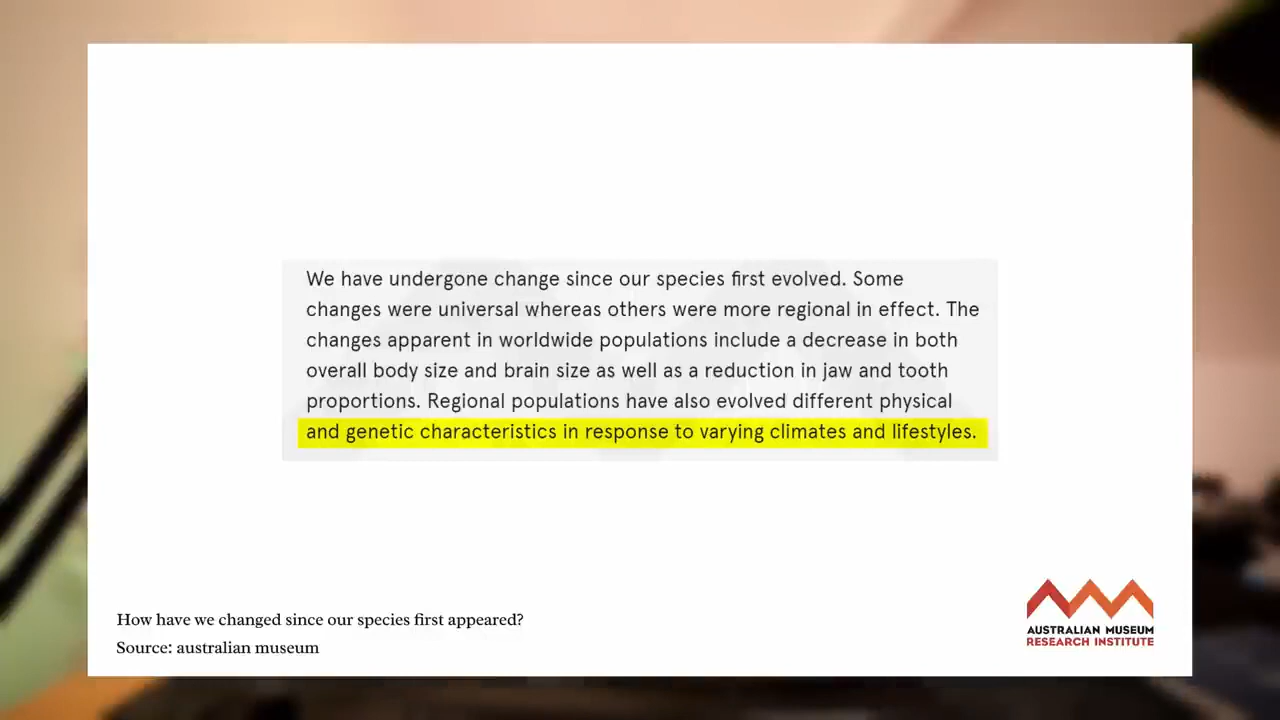 We have undergone change since our species first evolved. Some
changes were universal whereas others were more regional in effect. The
changes apparent in worldwide populations include a decrease in both
overall body size and brain size as well as a reduction in jaw and tooth
proportions. Regional populations have also evolved different physical
and genetic characteristics in response to varying climates and lifestyles.
How have we changed since our species first appeared?
Source: australian museum
AUSTRALIAN MUSEUM
RESEARCH INSTITUTE